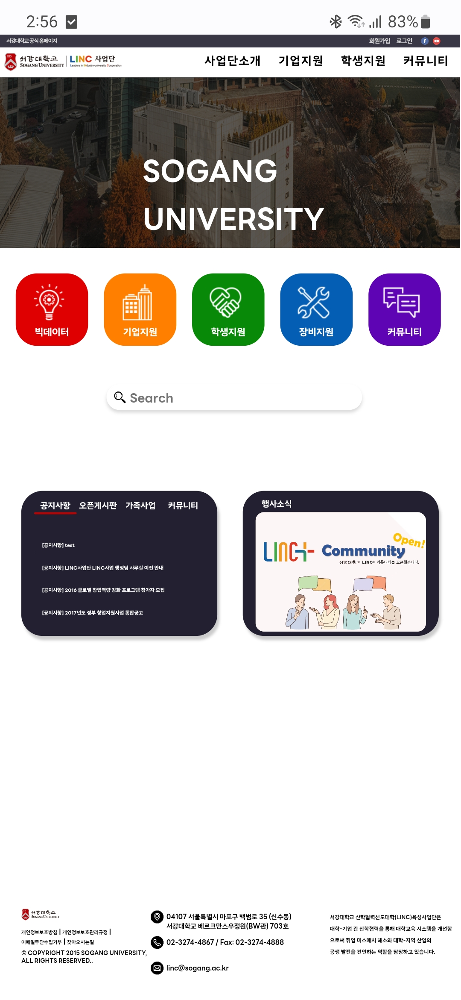 2:56
83%
서강대학교 공식 홈페이지
회원가입 로그인
IHS
서강대학교
SOGANG UNIVERSITY
LINC 사업단
Leaders in INdustry-university Cooperation
사업단소개 기업지원 학생지원 커뮤니티
SOGANG UNIVERSITY
서강대학교
SOGANG
UNIVERSITY
빅데이터 기업지원 학생지원 장비지원 커뮤니티
Search
공지사항 오픈게시판 가족사업 커뮤니티
[공지사항] test
[공지사항] LINC사업단 LINC사업 행정팀 사무실 이전 안내
[공지사항] 2016 글로벌 창업역량 강화 프로그램 참가자 모집
[공지사항] 2017년도 정부 창업지원사업 통합공고
행사소식
Open!
LINC+ Community
서강대학교 LINC+ 커뮤니티를 오픈했습니다.
서강대학교
SOGANG UNIVERSITY
개인정보보호방침 | 개인정보보호관리규정 |
이메일무단수집거부 | 찾아오시는길
© COPYRIGHT 2015 SOGANG UNIVERSITY,
ALL RIGHTS RESERVED..
04107 서울특별시 마포구 백범로 35 (신수동)
서강대학교 베르크만스우정원(BW관) 703호
02-3274-4867 / Fax: 02-3274-4888
linc@sogang.ac.kr
서강대학교 산학협력선도대학(LINC)육성사업단은
대학-기업 간 산학협력을 통해 대학교육 시스템을 개선함
으로써 취업 미스매치 해소와 대학-지역 산업의
공생 발전을 견인하는 역할을 담당하고 있습니다.